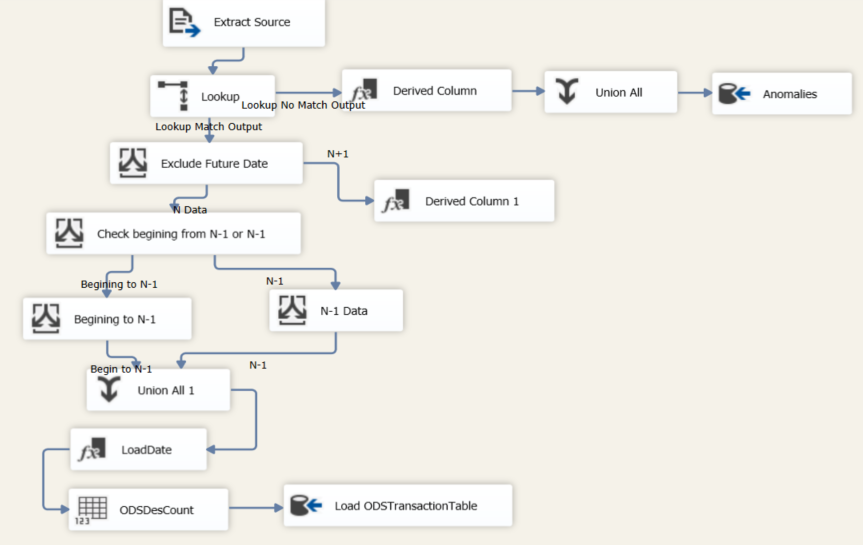 Extract Source
Lookup
Derived Column
Union All
Anomalies
Lookup No Match Output
Lookup Match Output
Exclude Future Date
N+1
Derived Column 1
N Data
Check begining from N-1 or N-1
Begining to N-1
N-1
Begining to N-1
N-1 Data
Begin to N-1
N-1
Union All 1
LoadDate
ODSDesCount
123
Load ODSTransactionTable